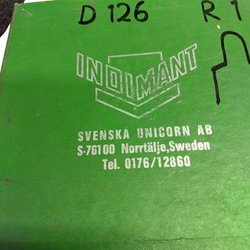 D 126 R 1
INDIMANT
SVENSKA UNICORN AB
S-76100 Norrtälje,Sweden
Tel. 0176/12860